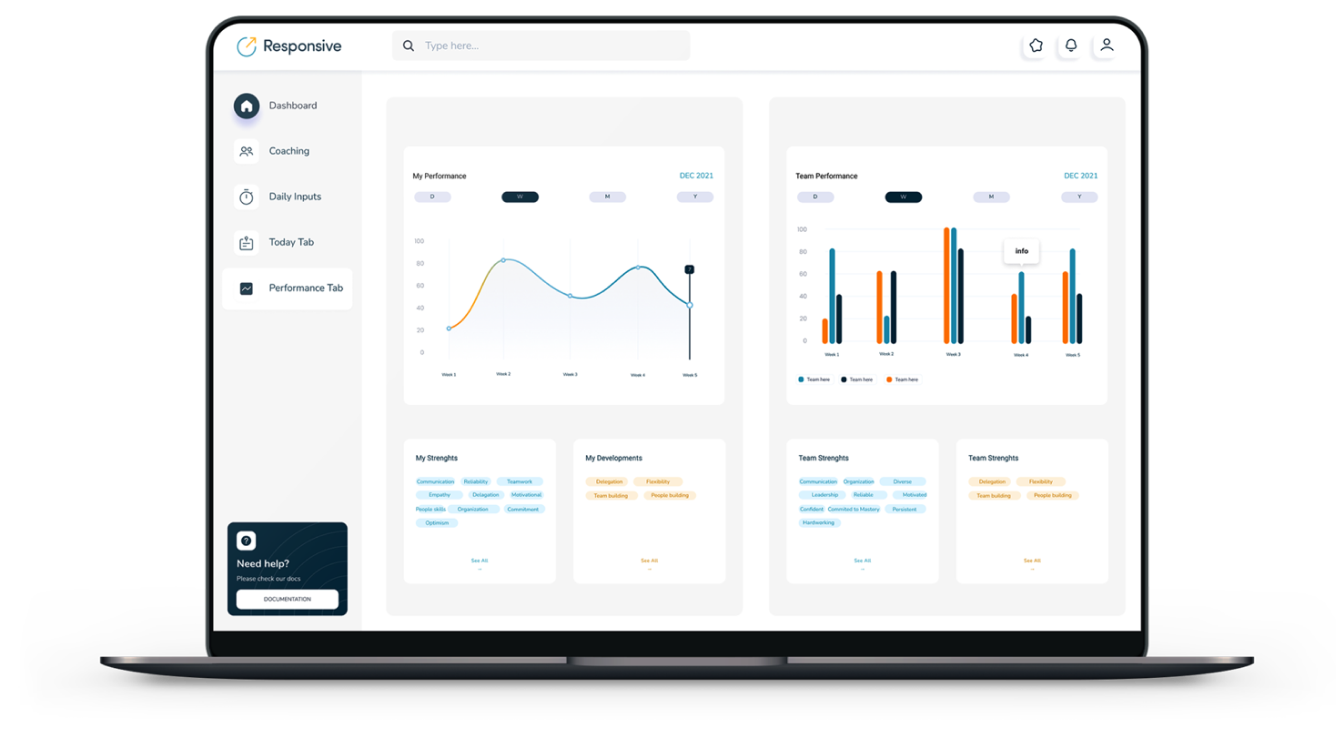 Responsive
Type here...
Dashboard
Coaching
Daily Inputs
Today Tab
Performance Tab
Need help?
Please check our docs
DOCUMENTATION
My Performance DEC 2021
D W M Y
100
80
60
40
20
0
Week 1 Week 2 Week 3 Week 4 Week 5
My Strenghts
Communication Reliability Teamwork
Empathy Delagation Motivational
People skills Organization Commitment
Optimism
See All
My Developments
Delegation Flexibility
Team building People building
See All
Team Performance DEC 2021
D W M Y
100
80
60
40
20
0
info
Week 1 Week 2 Week 3 Week 4 Week 5
Team here Team here Team here
Team Strenghts
Communication Organization Diverse
Leadership Reliable Motivated
Confident Commited to Mastery Persistent
Hardworking
See All
Team Strenghts
Delegation Flexibility
Team building People building
See All